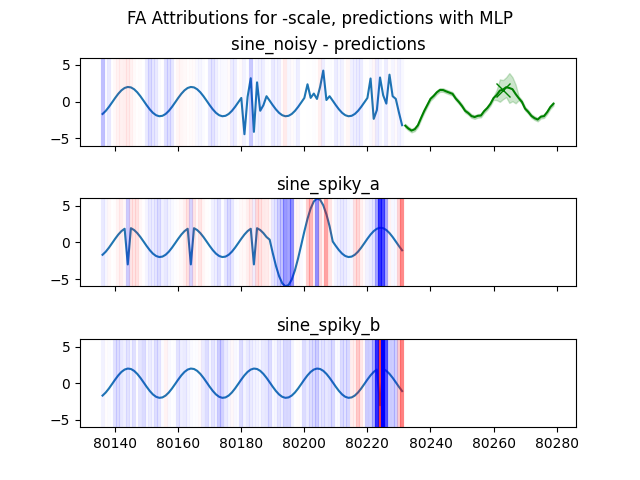 FA Attributions for -scale, predictions with MLP
sine_noisy - predictions
5
0
−5
sine_spiky_a
5
0
−5
sine_spiky_b
5
0
−5
80140 80160 80180 80200 80220 80240 80260 80280